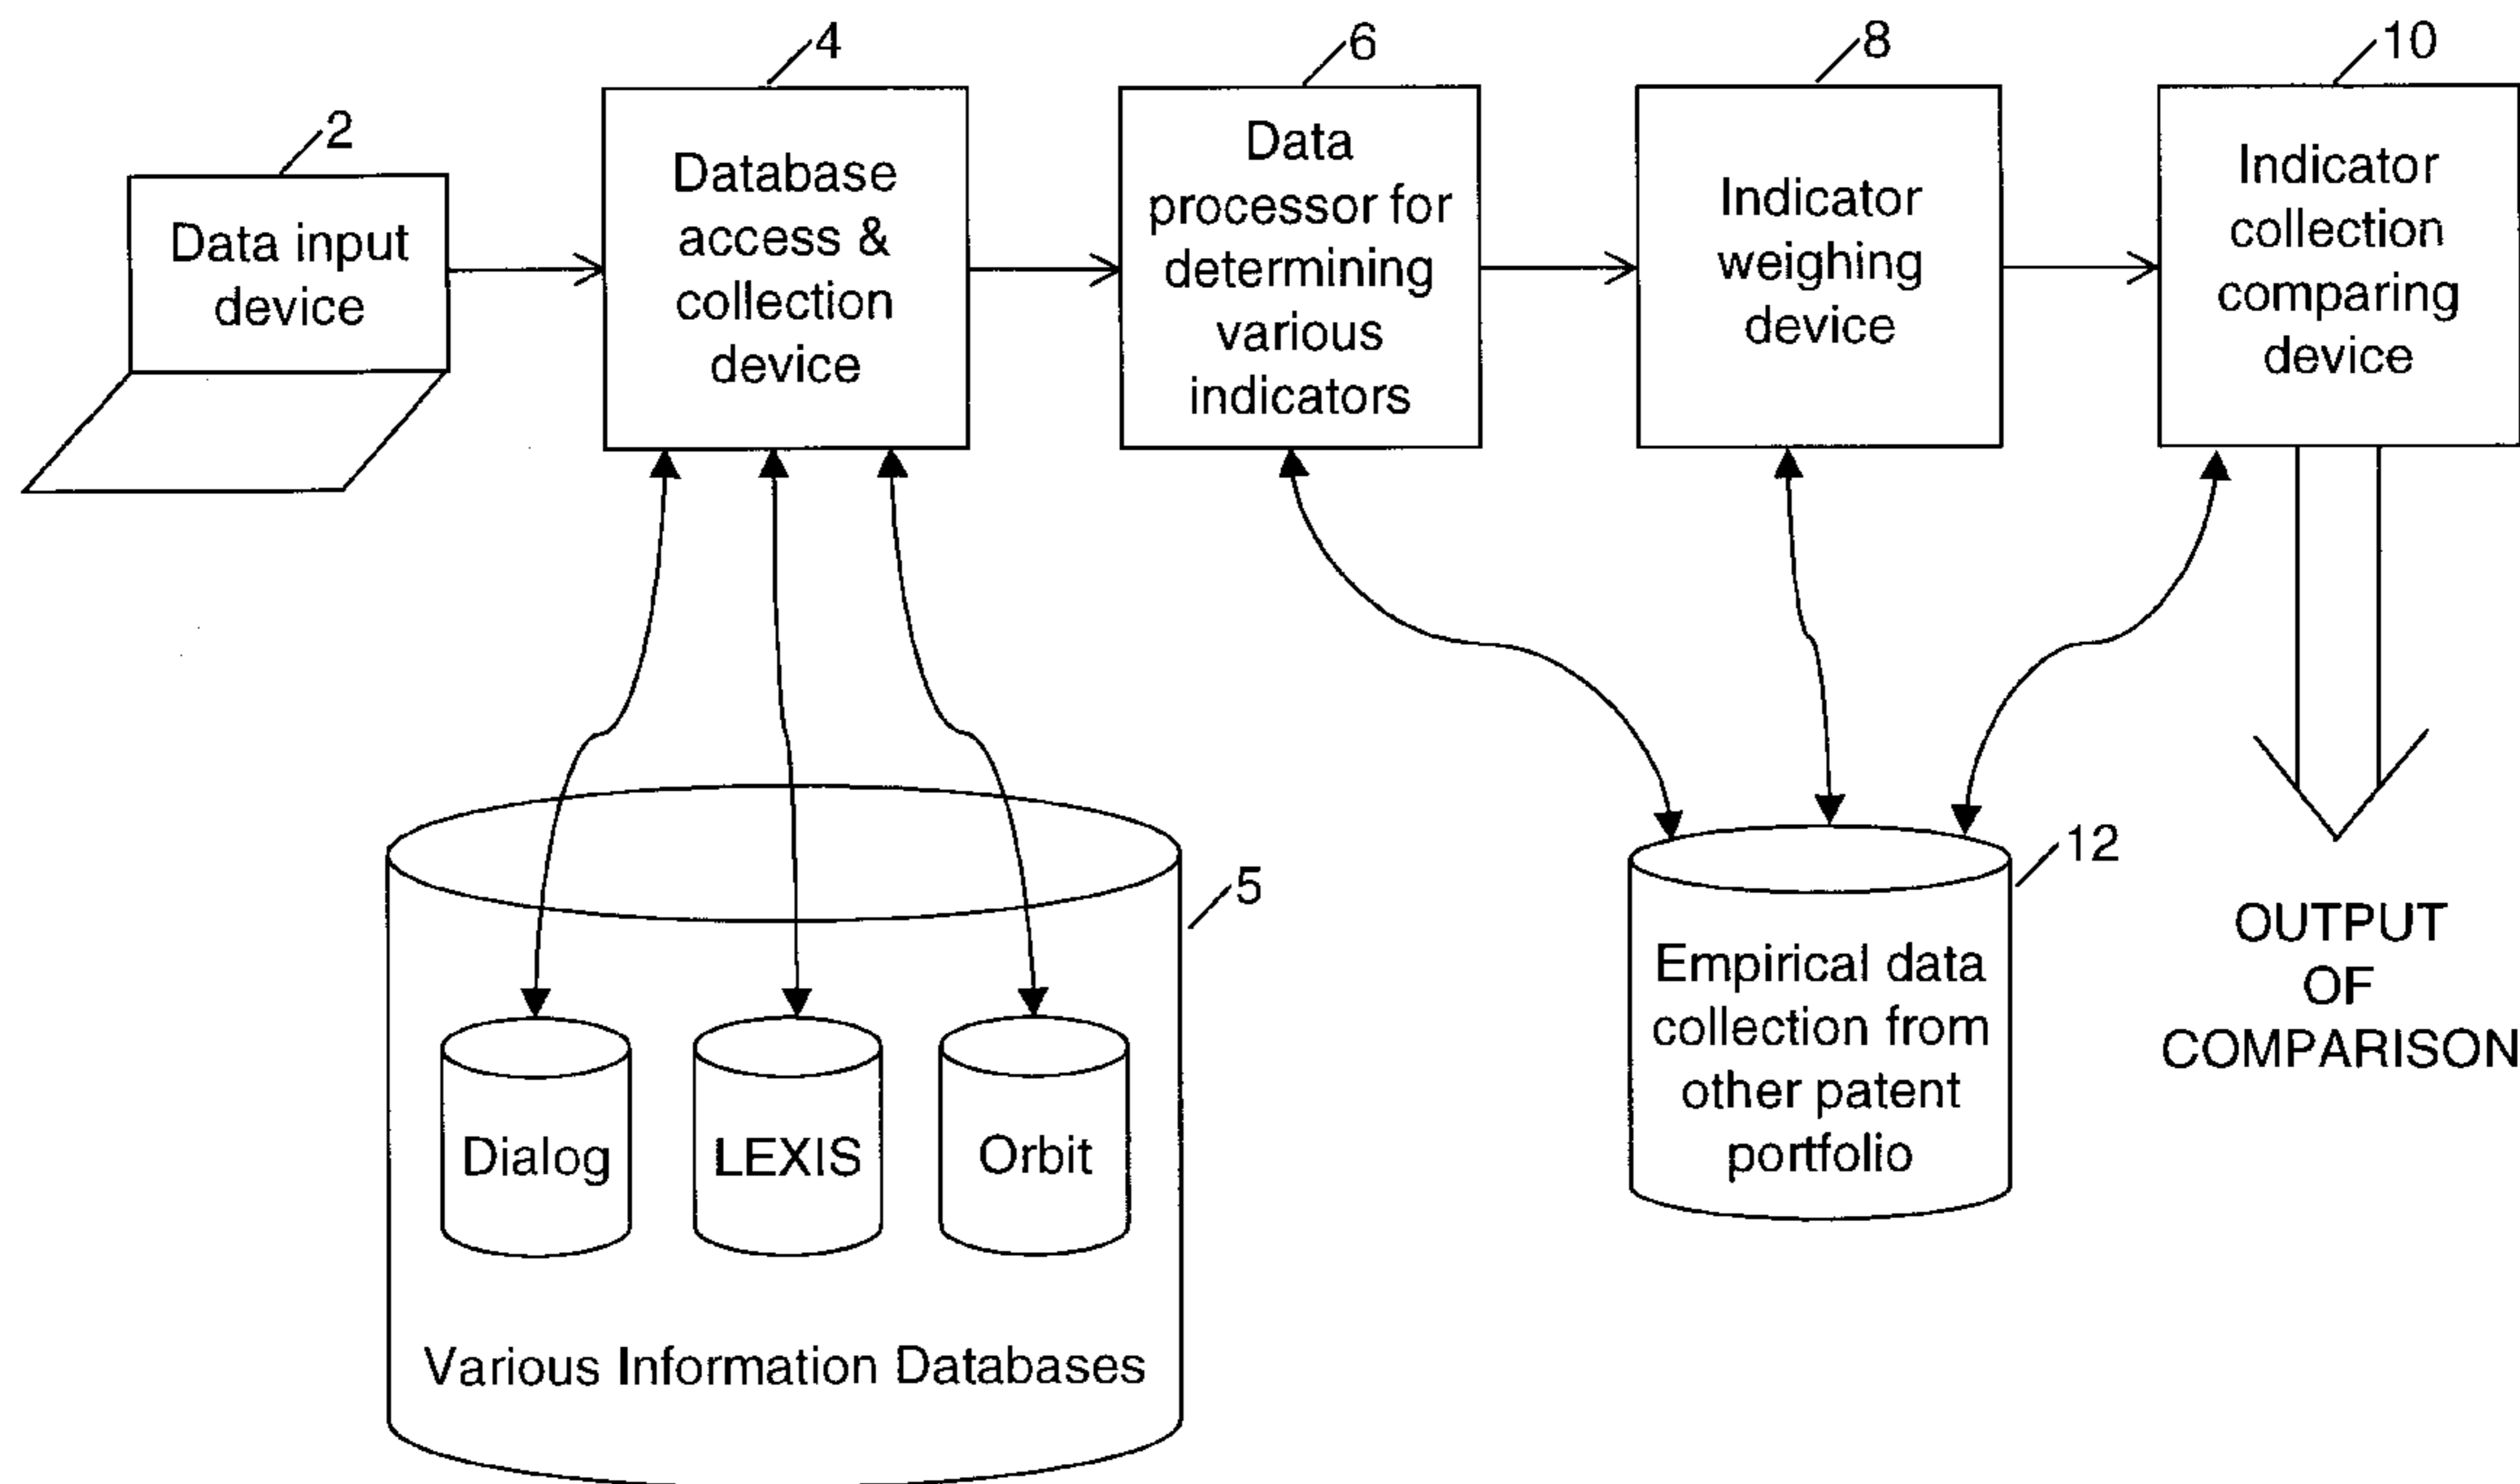 4
6
8
10
2
Data input
device
Database
access &
collection
device
Data
processor for
determining
various
indicators
Indicator
weighing
device
Indicator
collection
comparing
device
5
12
Dialog
LEXIS
Orbit
Various Information Databases
Empirical data
collection from
other patent
portfolio
OUTPUT
OF
COMPARISON